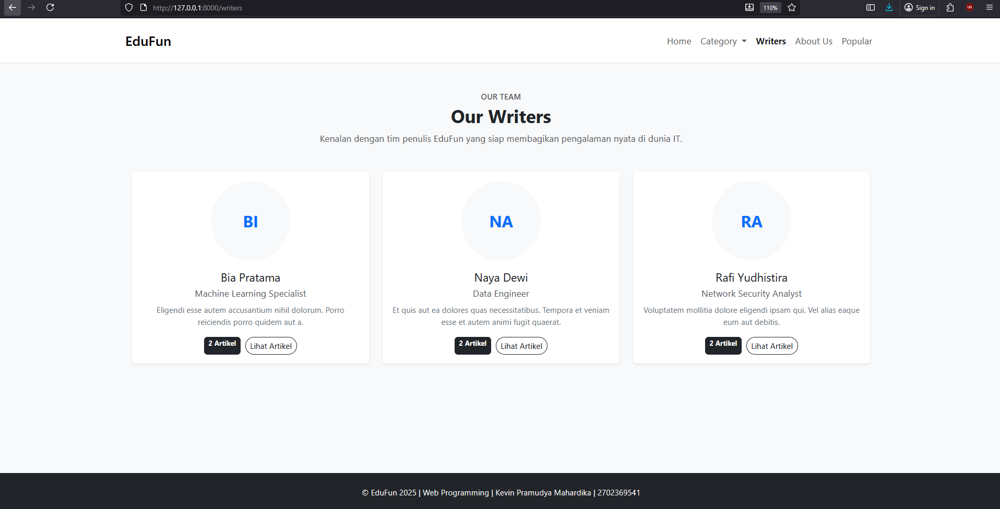 http://127.0.0.1:8000/writers
110%
Sign in
EduFun
Home Category Writers About Us Popular
OUR TEAM
Our Writers
Kenalan dengan tim penulis EduFun yang siap membagikan pengalaman nyata di dunia IT.
BI
Bia Pratama
Machine Learning Specialist
Eligendi esse autem accusantium nihil dolorum. Porro
reiciendis porro quidem aut a.
2 Artikel Lihat Artikel
NA
Naya Dewi
Data Engineer
Et quis aut ea dolores quas necessitatibus. Tempora et veniam
esse et autem animi fugit quaerat.
2 Artikel Lihat Artikel
RA
Rafi Yudhistira
Network Security Analyst
Voluptatem mollitia dolore eligendi ipsam qui. Vel alias eaque
eum aut debitis.
2 Artikel Lihat Artikel
© EduFun 2025 | Web Programming | Kevin Pramudya Mahardika | 2702369541